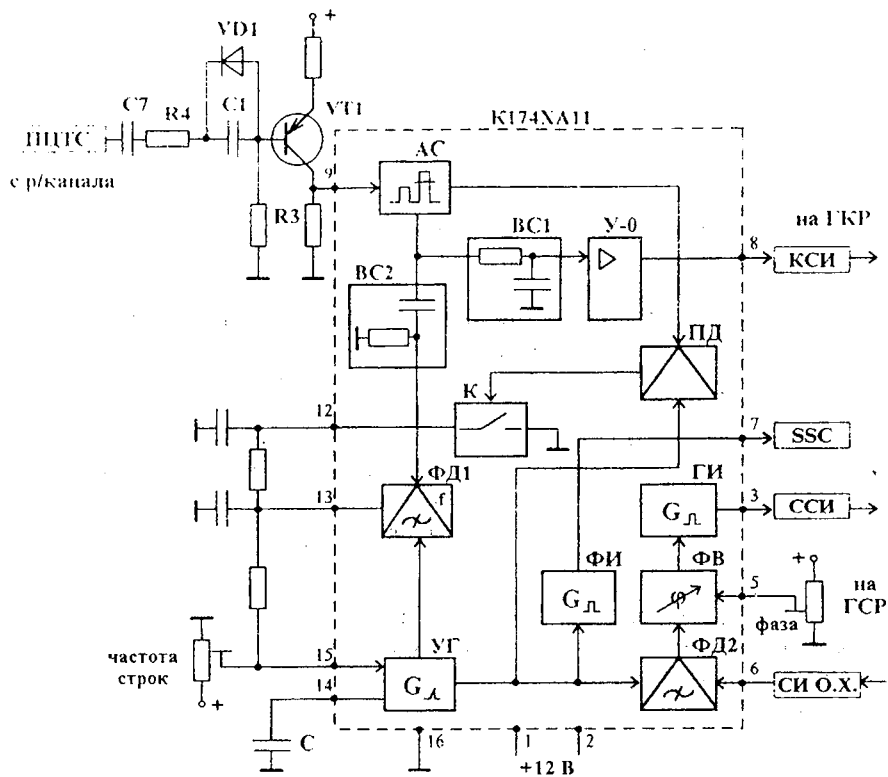 +
VD1
C7
R4
C1
VT1
К174ХА11
ПЦТС
с р/канала
9
АС
R3
на ГКР
ВС1
У-0
8
КСИ
ВС2
ПД
К
12
7
SSC
ФД1
ГИ
13
f
G
3
ССИ
ФИ
ФВ
+
G
φ
5
на
ГСР
фаза
частота
строк
15
УГ
ФД2
6
СИ О.Х.
14
G
+
С
16
1
2
+12 В